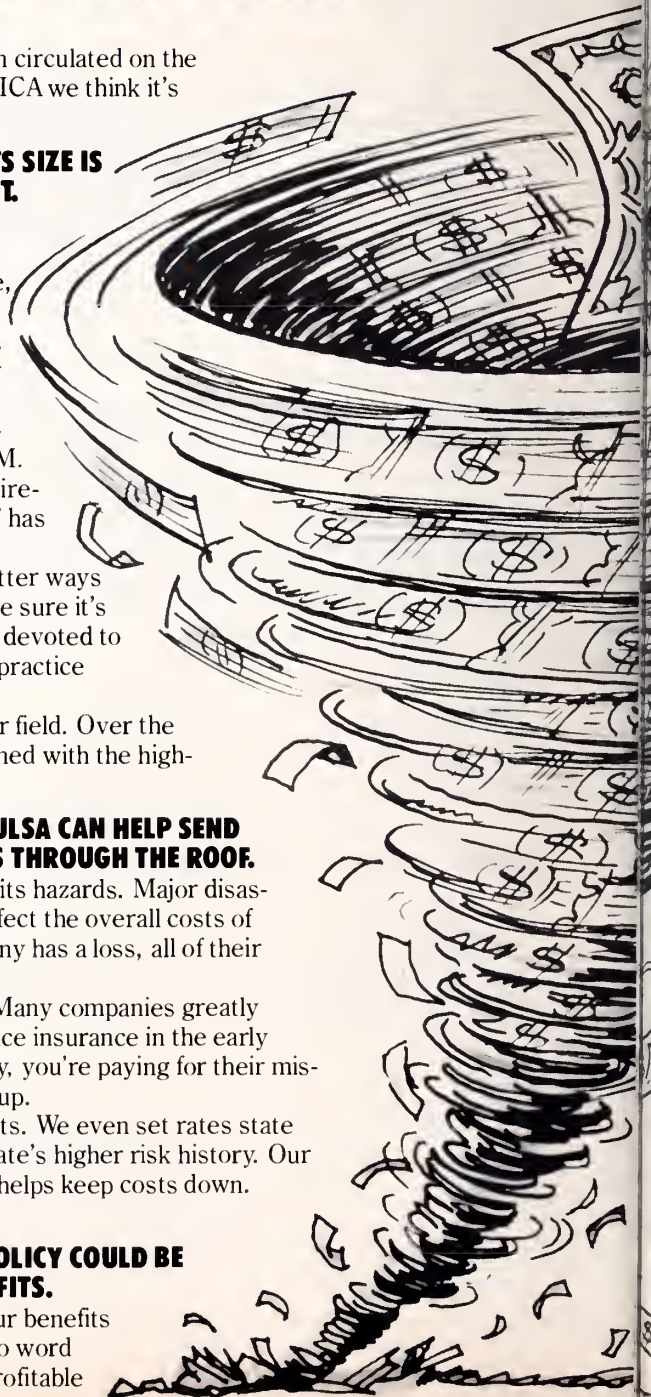 n circulated on the
ICA we think it's
S SIZE IS
T.
e,
M.
ire-
has
tter ways
e sure it's
devoted to
practice
r field. Over the
ned with the high-
ULSA CAN HELP SEND
S THROUGH THE ROOF.
its hazards. Major disas-
fect the overall costs of
ny has a loss, all of their
Many companies greatly
ce insurance in the early
y, you're paying for their mis-
up.
ts. We even set rates state
ate's higher risk history. Our
helps keep costs down.
OLICY COULD BE
FITS.
ur benefits
o word
rofitable